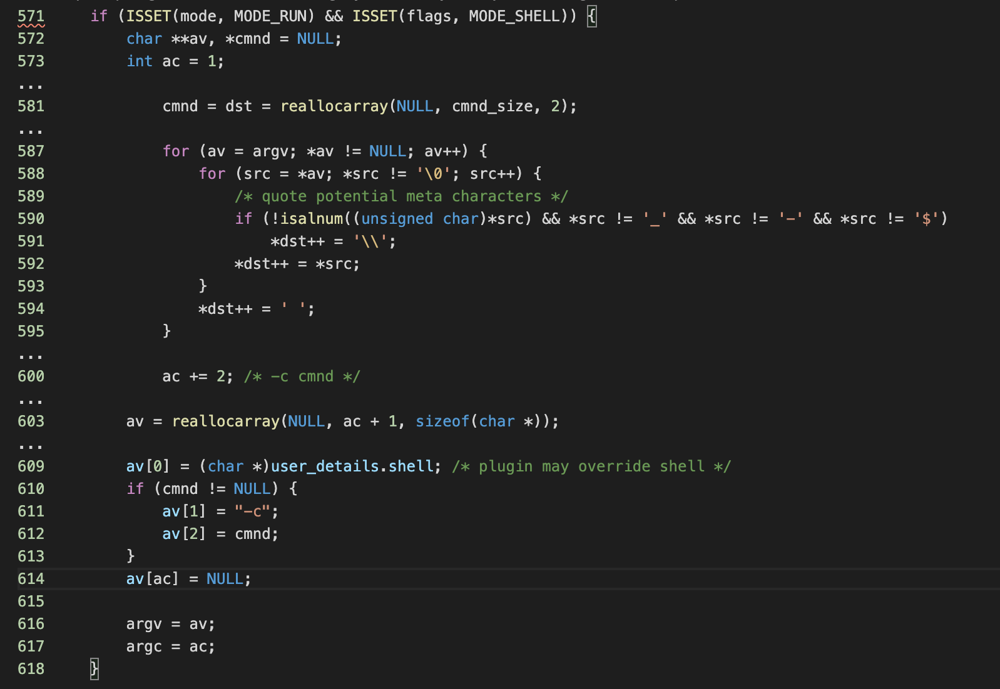 571     if (ISSET(mode, MODE_RUN) && ISSET(flags, MODE_SHELL)) {
572         char **av, *cmnd = NULL;
573         int ac = 1;
...
581             cmnd = dst = reallocarray(NULL, cmnd_size, 2);
...
587             for (av = argv; *av != NULL; av++) {
588                 for (src = *av; *src != '\0'; src++) {
589                     /* quote potential meta characters */
590                     if (!isalnum((unsigned char)*src) && *src != '_' && *src != '-' && *src != '$')
591                         *dst++ = '\\';
592                     *dst++ = *src;
593                 }
594                 *dst++ = ' ';
595             }
...
600             ac += 2; /* -c cmnd */
...
603         av = reallocarray(NULL, ac + 1, sizeof(char *));
...
609         av[0] = (char *)user_details.shell; /* plugin may override shell */
610         if (cmnd != NULL) {
611             av[1] = "-c";
612             av[2] = cmnd;
613         }
614         av[ac] = NULL;
615
616         argv = av;
617         argc = ac;
618     }